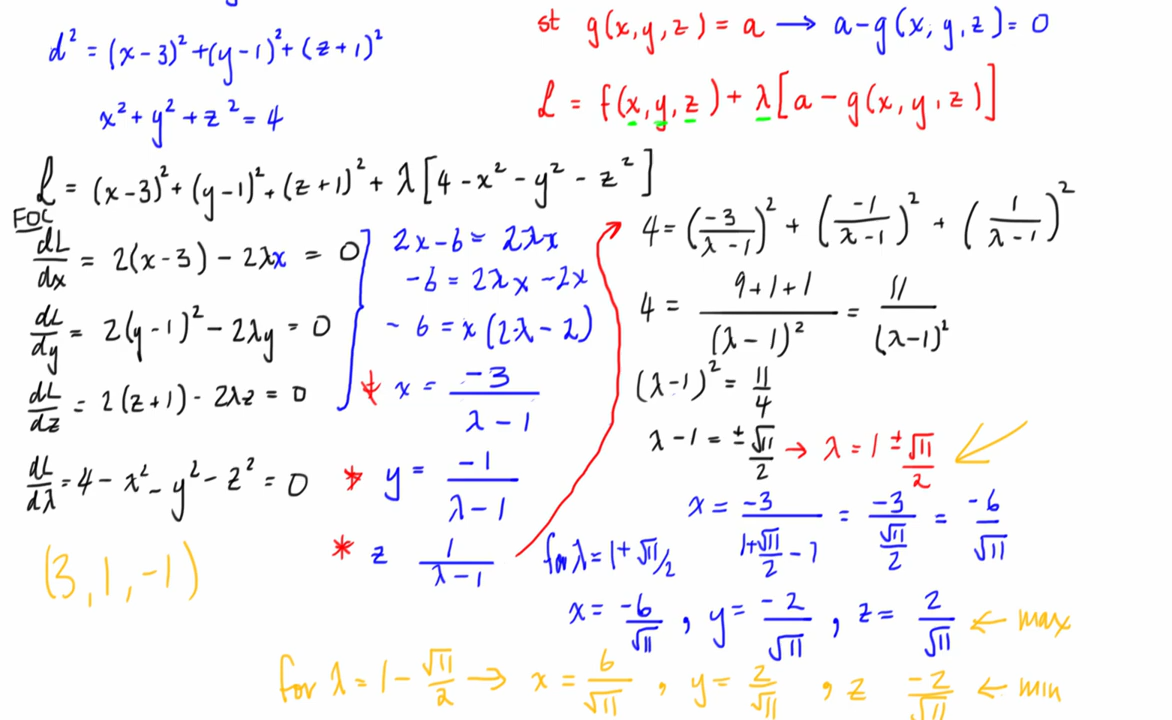 d² = (x-3)² + (y-1)² + (z+1)²
x² + y² + z² = 4
st g(x,y,z) = a → a-g(x,y,z) = 0
L = f(x,y,z) + λ[a - g(x,y,z)]
L = (x-3)² + (y-1)² + (z+1)² + λ[4 - x² - y² - z²]
FOC
dL/dx = 2(x-3) - 2λx = 0
dL/dy = 2(y-1)² - 2λy = 0
dL/dz = 2(z+1) - 2λz = 0
dL/dλ = 4 - x² - y² - z² = 0
(3, 1, -1)
2x-6 = 2λx
-6 = 2λx - 2x
-6 = x(2λ-2)
* x = -3/(λ-1)
* y = -1/(λ-1)
* z 1/(λ-1)
4 = (-3/(λ-1))² + (-1/(λ-1))² + (1/(λ-1))²
4 = (9+1+1)/(λ-1)² = 11/(λ-1)²
(λ-1)² = 11/4
λ-1 = ±√11/2 → λ = 1 ± √11/2
x = -3/(1+√11/2 - 1) = -3/(√11/2) = -6/√11
for λ = 1+√11/2
x = -6/√11 , y = -2/√11 , z = 2/√11 ← max
for λ = 1 - √11/2 → x = 6/√11 , y = 2/√11 , z -2/√11 ← min